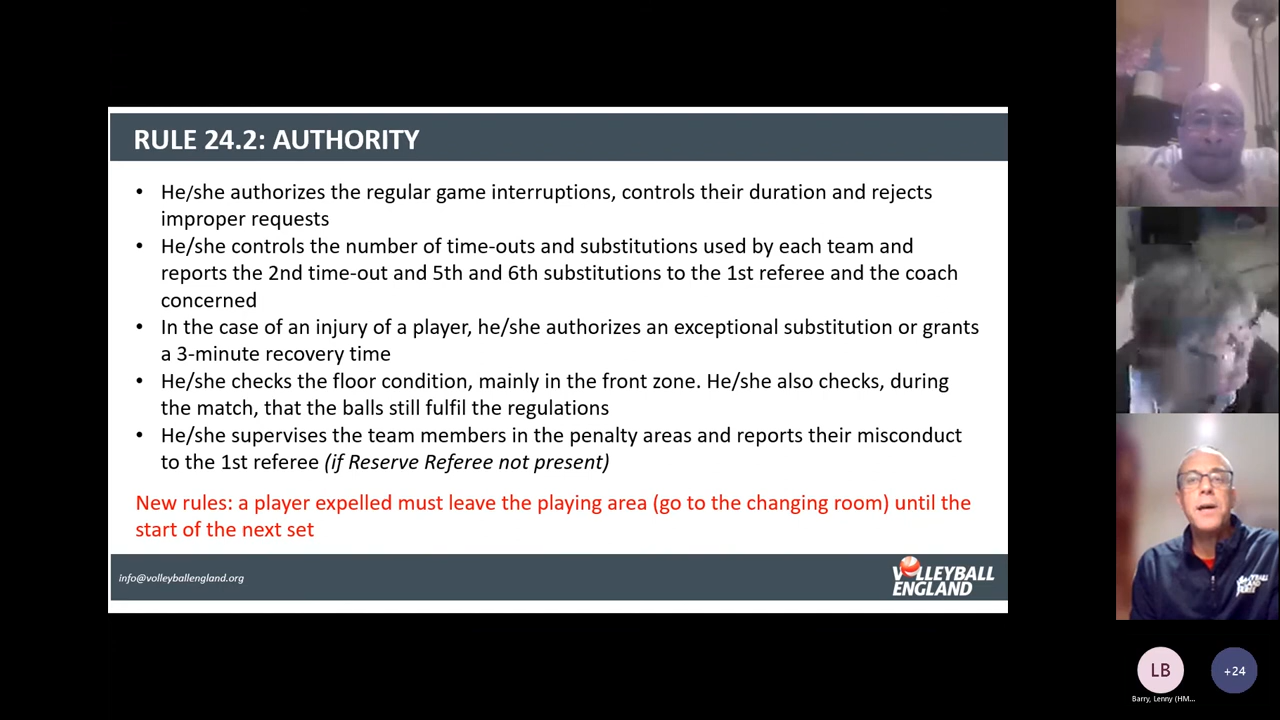 RULE 24.2: AUTHORITY
• He/she authorizes the regular game interruptions, controls their duration and rejects
improper requests
• He/she controls the number of time-outs and substitutions used by each team and
reports the 2nd time-out and 5th and 6th substitutions to the 1st referee and the coach
concerned
• In the case of an injury of a player, he/she authorizes an exceptional substitution or grants
a 3-minute recovery time
• He/she checks the floor condition, mainly in the front zone. He/she also checks, during
the match, that the balls still fulfil the regulations
• He/she supervises the team members in the penalty areas and reports their misconduct
to the 1st referee (if Reserve Referee not present)
New rules: a player expelled must leave the playing area (go to the changing room) until the
start of the next set
info@volleyballengland.org
VOLLEYBALL
ENGLAND
LB
+24
Barry, Lenny (HM...